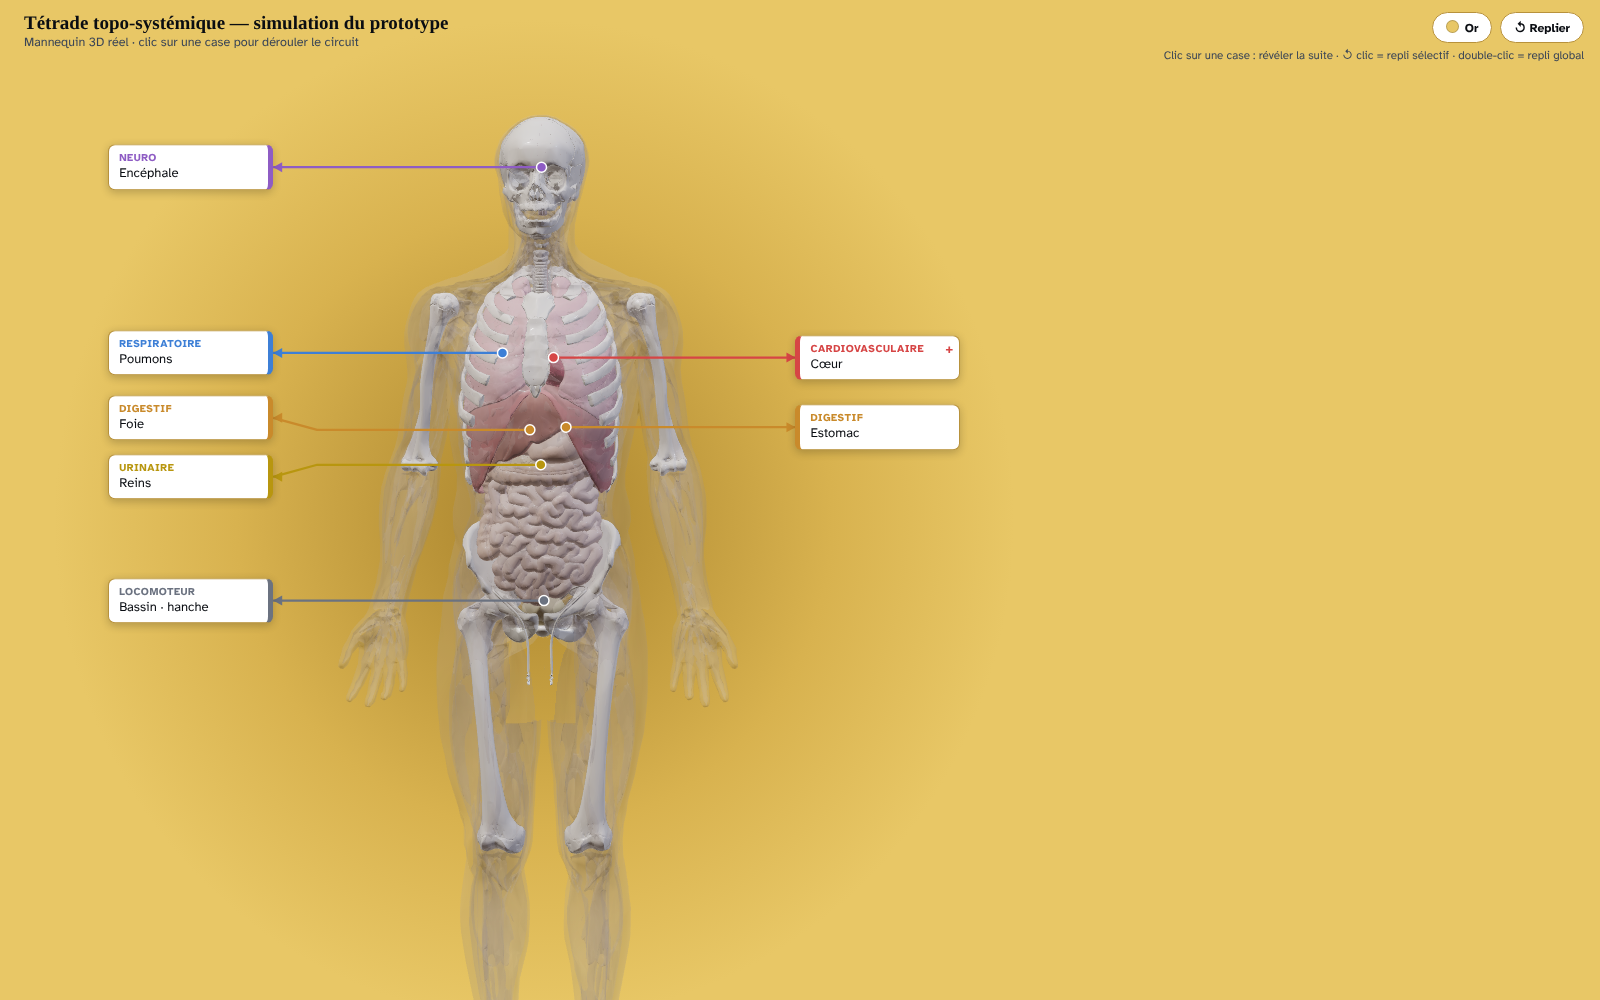 Tétrade topo-systémique — simulation du prototype
Mannequin 3D réel · clic sur une case pour dérouler le circuit
Or
↺ Replier
Clic sur une case : révéler la suite · ↺ clic = repli sélectif · double-clic = repli global
NEURO
Encéphale
RESPIRATOIRE
Poumons
DIGESTIF
Foie
URINAIRE
Reins
LOCOMOTEUR
Bassin · hanche
CARDIOVASCULAIRE +
Cœur
DIGESTIF
Estomac